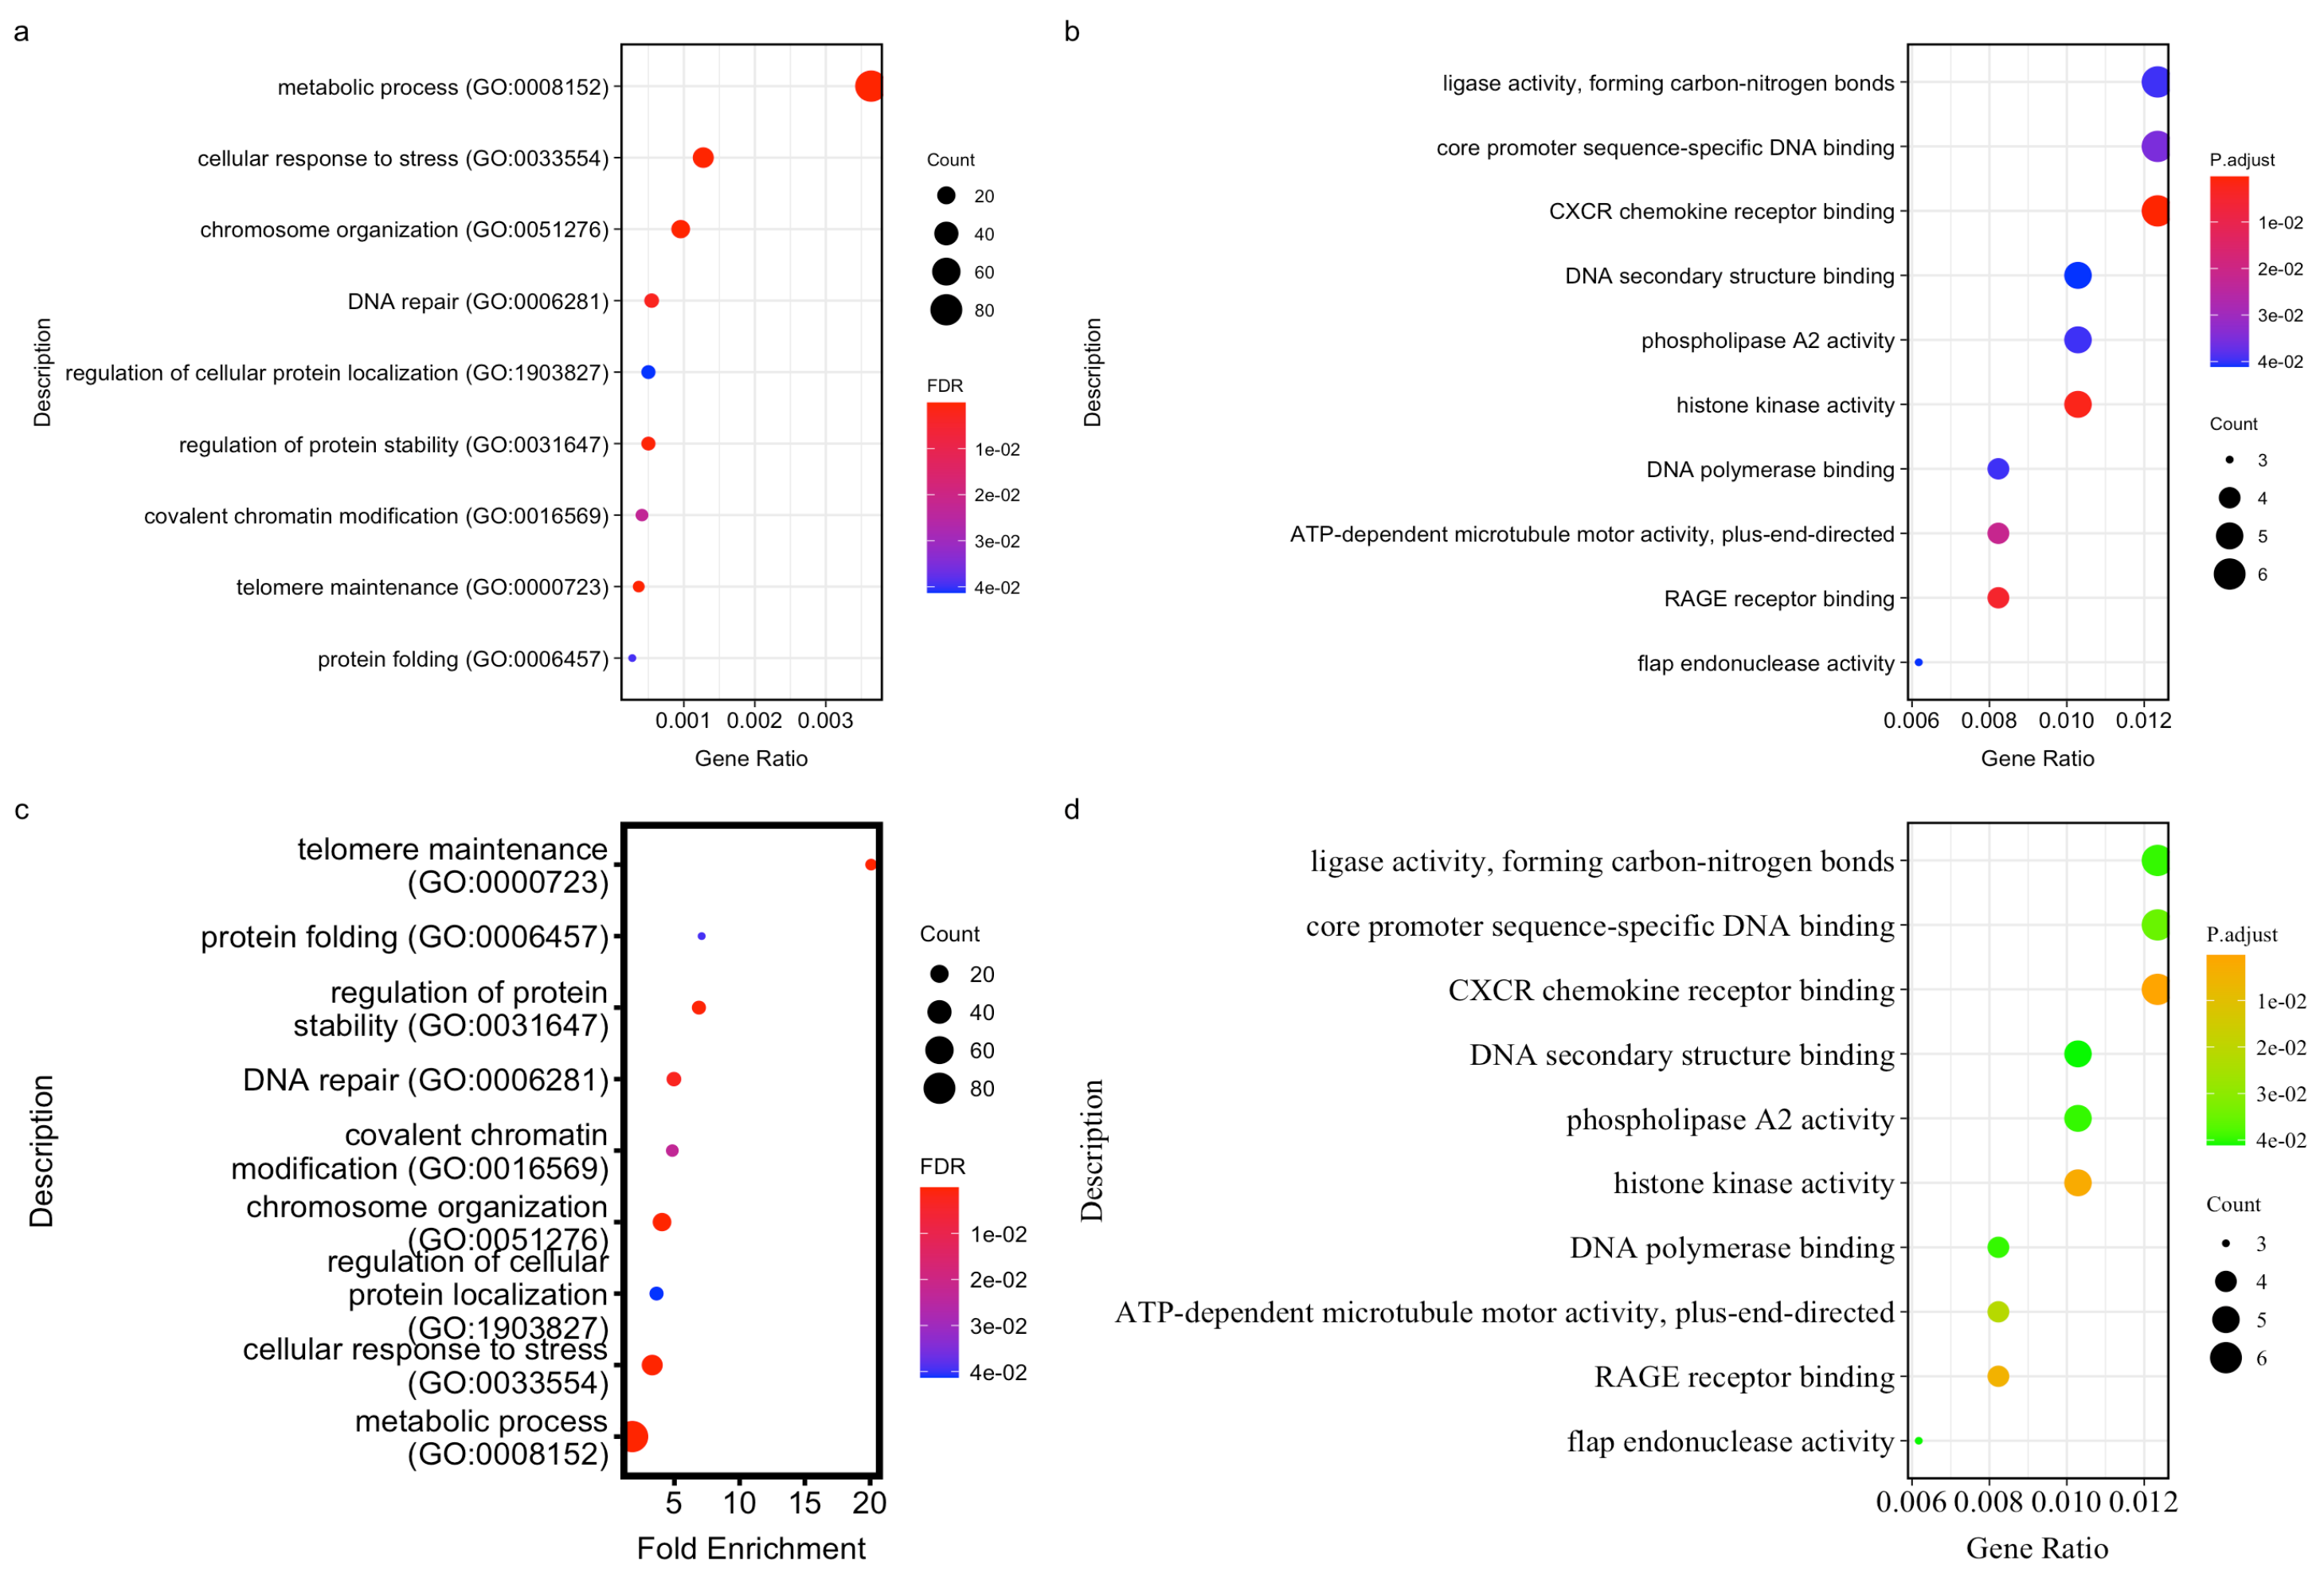 a
metabolic process (GO:0008152)
cellular response to stress (GO:0033554)
chromosome organization (GO:0051276)
DNA repair (GO:0006281)
regulation of cellular protein localization (GO:1903827)
regulation of protein stability (GO:0031647)
covalent chromatin modification (GO:0016569)
telomere maintenance (GO:0000723)
protein folding (GO:0006457)
Description
0.001 0.002 0.003
Gene Ratio
Count
20
40
60
80
FDR
1e-02
2e-02
3e-02
4e-02
b
ligase activity, forming carbon-nitrogen bonds
core promoter sequence-specific DNA binding
CXCR chemokine receptor binding
DNA secondary structure binding
phospholipase A2 activity
histone kinase activity
DNA polymerase binding
ATP-dependent microtubule motor activity, plus-end-directed
RAGE receptor binding
flap endonuclease activity
Description
0.006 0.008 0.010 0.012
Gene Ratio
P.adjust
1e-02
2e-02
3e-02
4e-02
Count
3
4
5
6
c
telomere maintenance
(GO:0000723)
protein folding (GO:0006457)
regulation of protein
stability (GO:0031647)
DNA repair (GO:0006281)
covalent chromatin
modification (GO:0016569)
chromosome organization
(GO:0051276)
regulation of cellular
protein localization
(GO:1903827)
cellular response to stress
(GO:0033554)
metabolic process
(GO:0008152)
Description
5 10 15 20
Fold Enrichment
Count
20
40
60
80
FDR
1e-02
2e-02
3e-02
4e-02
d
ligase activity, forming carbon-nitrogen bonds
core promoter sequence-specific DNA binding
CXCR chemokine receptor binding
DNA secondary structure binding
phospholipase A2 activity
histone kinase activity
DNA polymerase binding
ATP-dependent microtubule motor activity, plus-end-directed
RAGE receptor binding
flap endonuclease activity
Description
0.006 0.008 0.010 0.012
Gene Ratio
P.adjust
1e-02
2e-02
3e-02
4e-02
Count
3
4
5
6